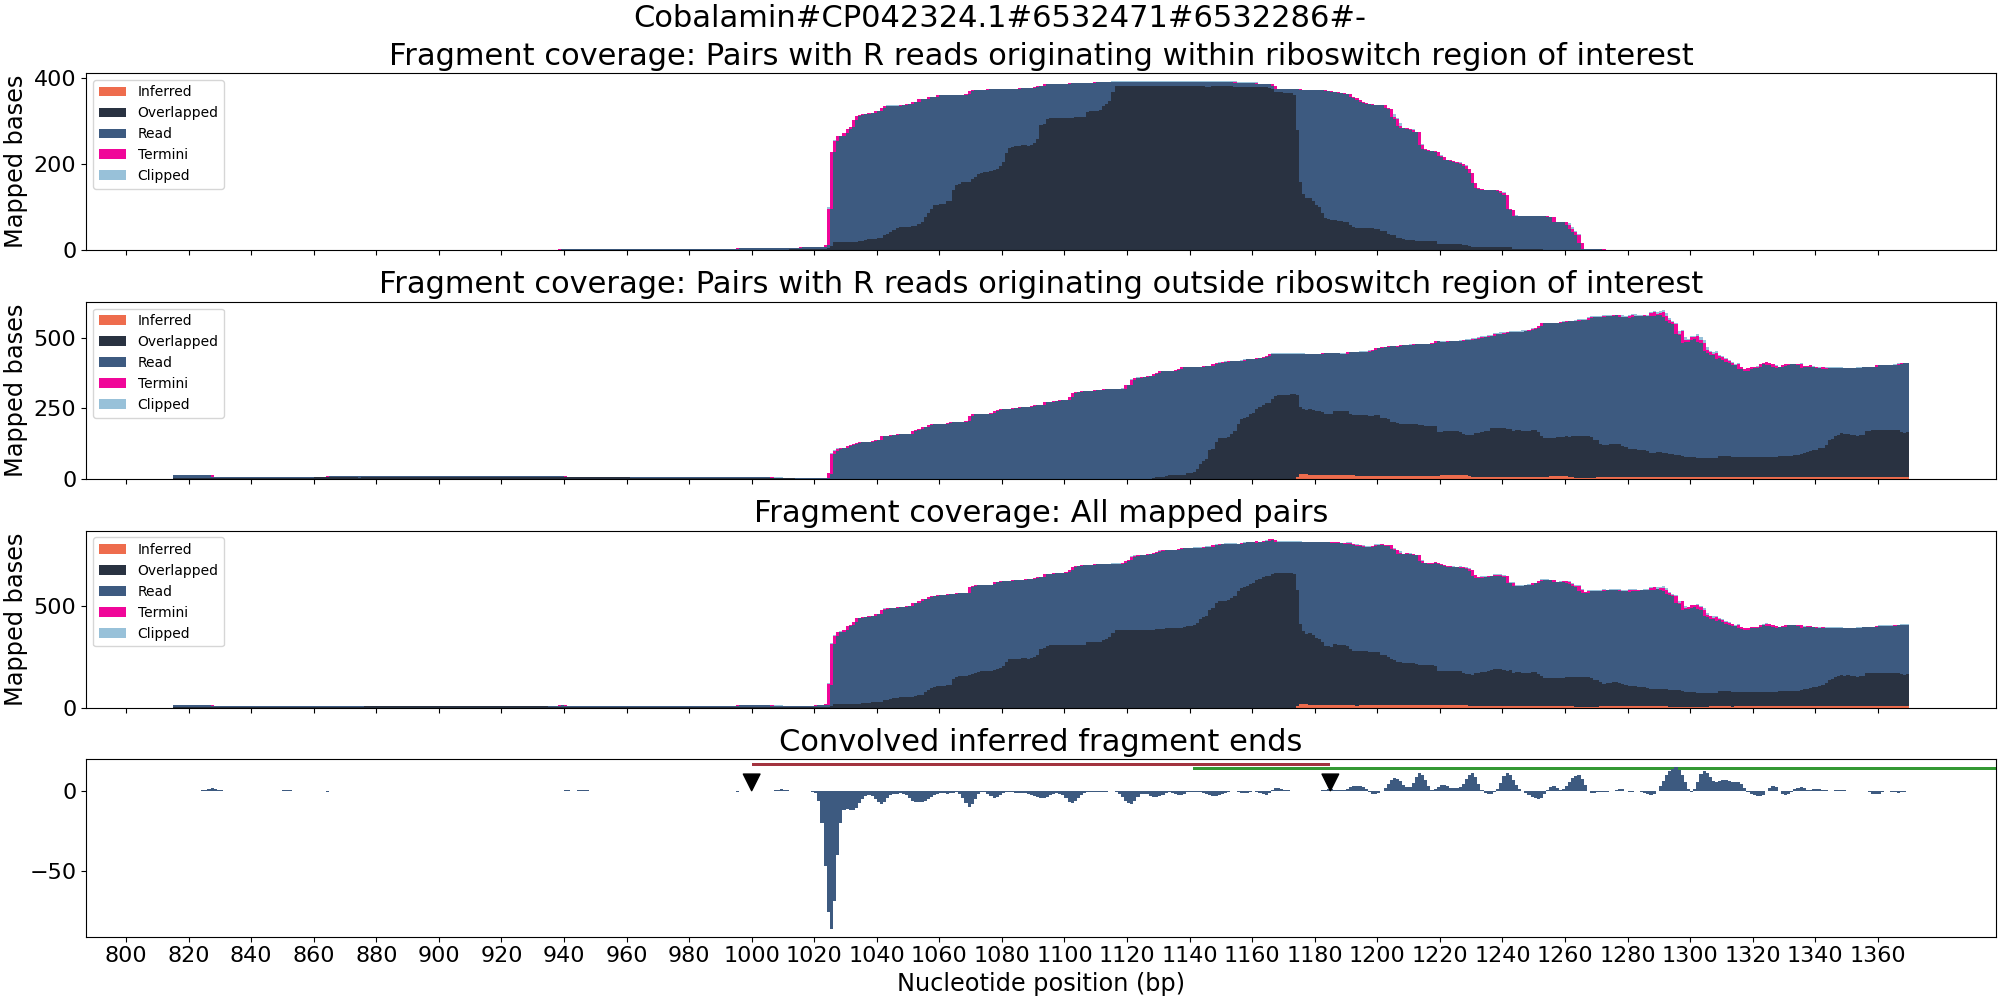 Cobalamin#CP042324.1#6532471#6532286#-
Fragment coverage: Pairs with R reads originating within riboswitch region of interest
Mapped bases
400
200
0
Inferred
Overlapped
Read
Termini
Clipped
Fragment coverage: Pairs with R reads originating outside riboswitch region of interest
Mapped bases
500
250
0
Inferred
Overlapped
Read
Termini
Clipped
Fragment coverage: All mapped pairs
Mapped bases
500
0
Inferred
Overlapped
Read
Termini
Clipped
Convolved inferred fragment ends
0
−50
800 820 840 860 880 900 920 940 960 980 1000 1020 1040 1060 1080 1100 1120 1140 1160 1180 1200 1220 1240 1260 1280 1300 1320 1340 1360
Nucleotide position (bp)